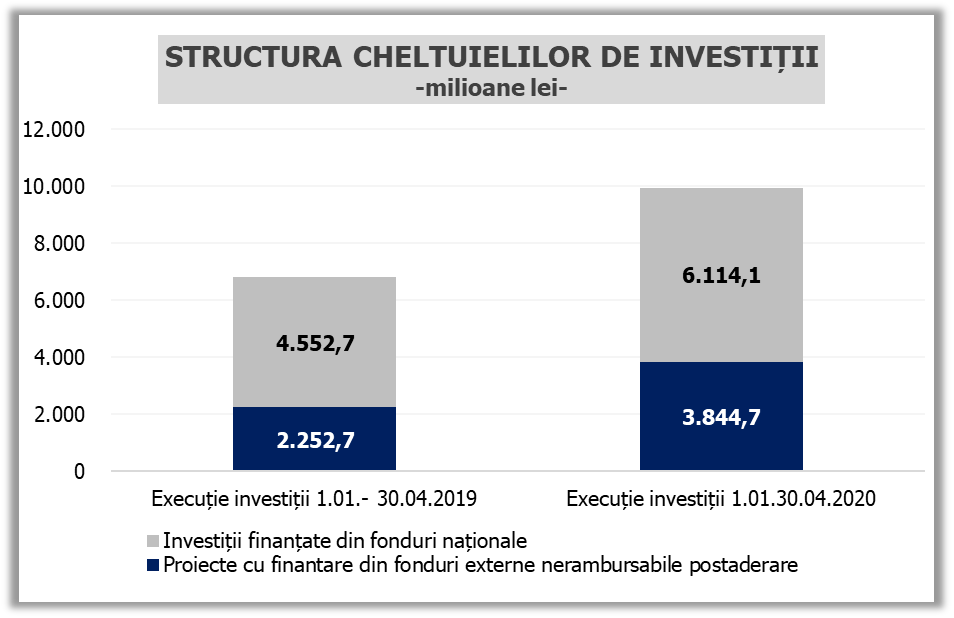 STRUCTURA CHELTUIELILOR DE INVESTIȚII
-milioane lei-
12.000
10.000
8.000
6.000
4.000
2.000
0
6.114,1
4.552,7
3.844,7
2.252,7
Execuție investiții 1.01.- 30.04.2019
Execuție investiții 1.01.30.04.2020
Investiții finanțate din fonduri naționale
Proiecte cu finantare din fonduri externe nerambursabile postaderare